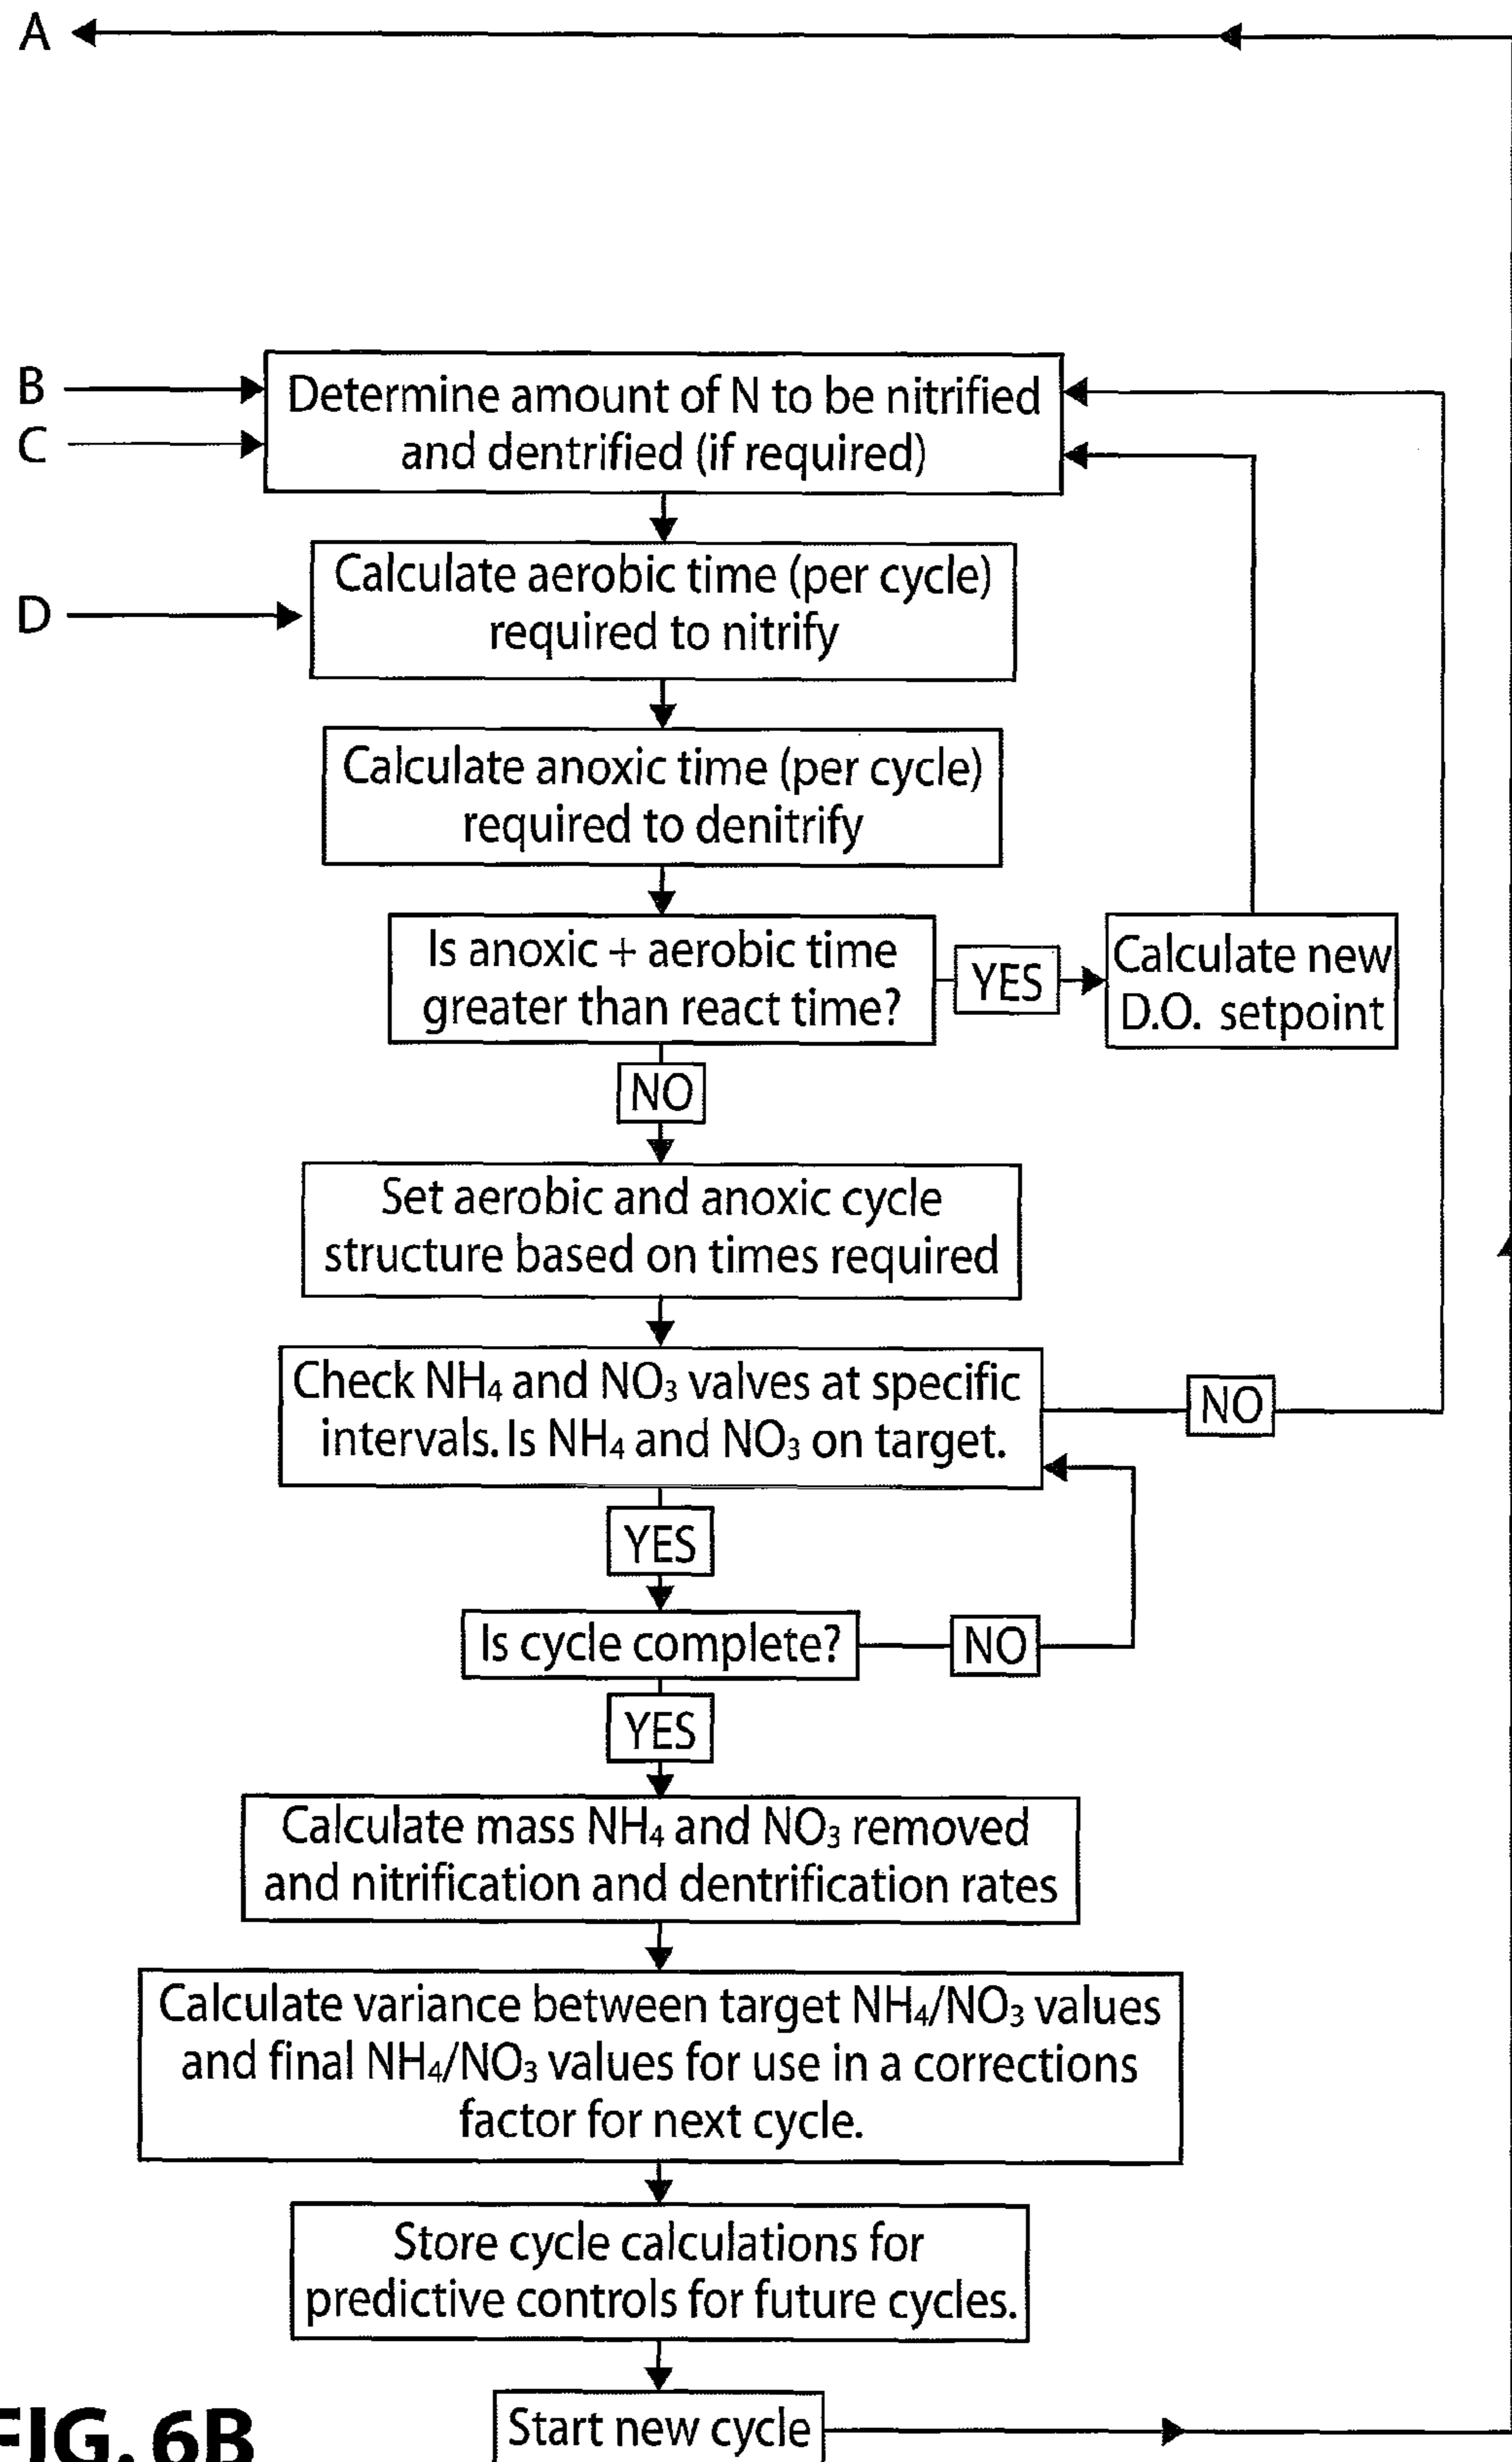 A
B
C
Determine amount of N to be nitrified
and dentrified (if required)
D
Calculate aerobic time (per cycle)
required to nitrify
Calculate anoxic time (per cycle)
required to denitrify
Is anoxic + aerobic time
greater than react time?
YES
Calculate new
D.O. setpoint
NO
Set aerobic and anoxic cycle
structure based on times required
Check NH₄ and NO₃ valves at specific
intervals. Is NH₄ and NO₃ on target.
NO
YES
Is cycle complete?
NO
YES
Calculate mass NH₄ and NO₃ removed
and nitrification and dentrification rates
Calculate variance between target NH₄/NO₃ values
and final NH₄/NO₃ values for use in a corrections
factor for next cycle.
Store cycle calculations for
predictive controls for future cycles.
Start new cycle
FIG. 6B